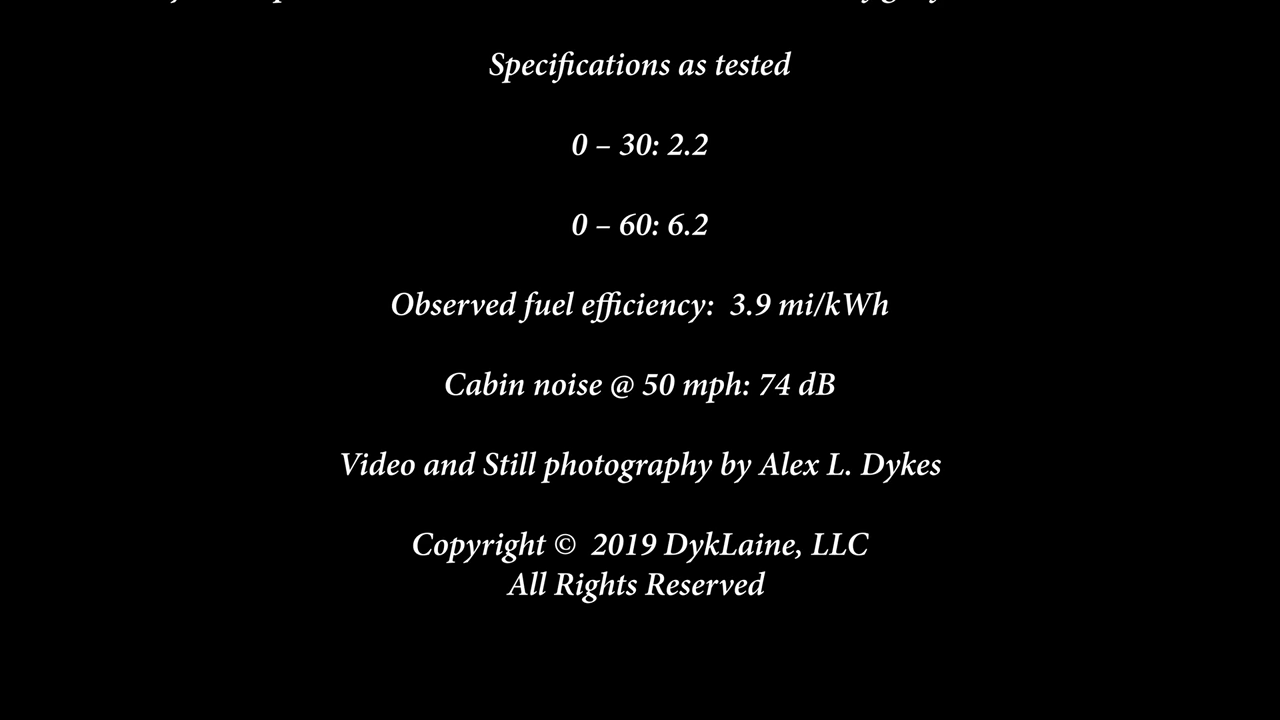 Specifications as tested
0 – 30: 2.2
0 – 60: 6.2
Observed fuel efficiency:  3.9 mi/kWh
Cabin noise @ 50 mph: 74 dB
Video and Still photography by Alex L. Dykes
Copyright ©  2019 DykLaine, LLC
All Rights Reserved